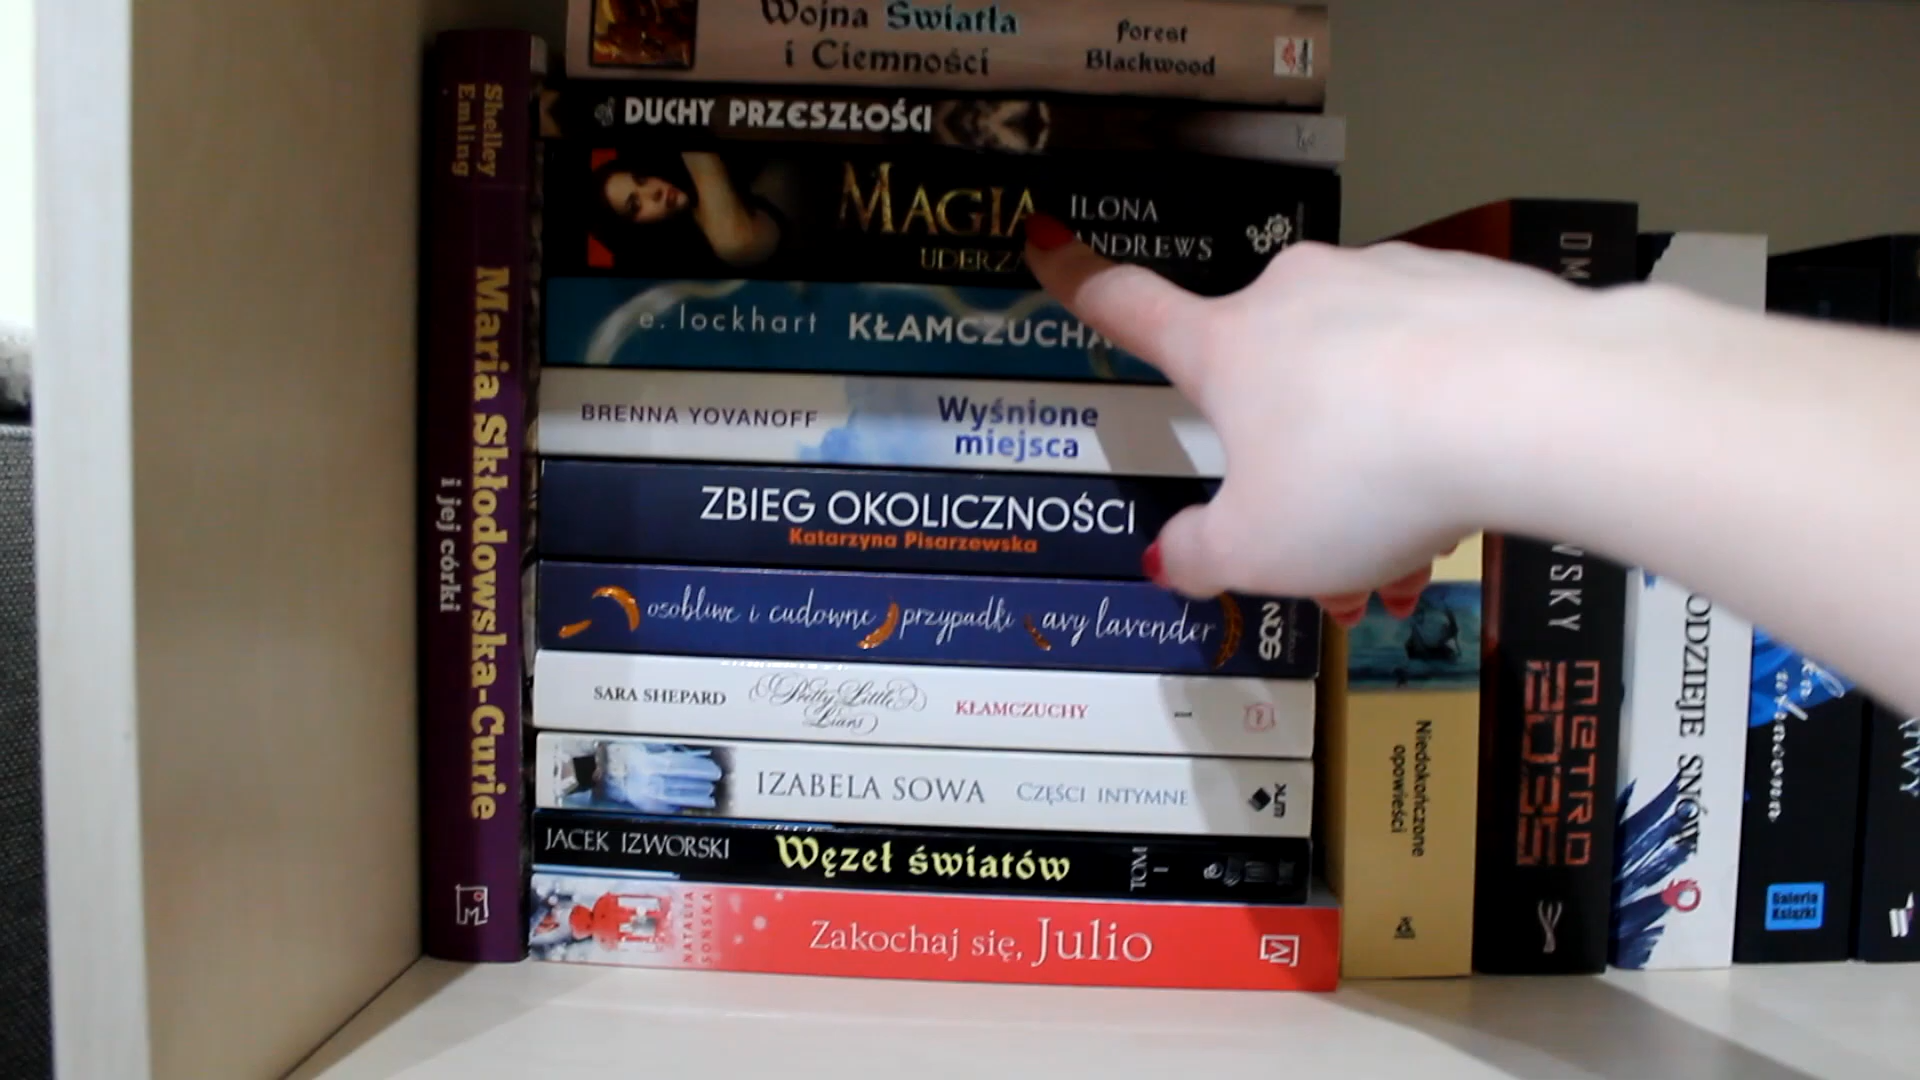 Shelley
Emling
Maria Skłodowska-Curie
i jej córki
Wojna Światła
i Ciemności
Forest
Blackwood
DUCHY PRZESZŁOŚCI
MAGIA
UDERZA
ILONA
ANDREWS
e. lockhart KŁAMCZUCHA
BRENNA YOVANOFF
Wyśnione
miejsca
ZBIEG OKOLICZNOŚCI
Katarzyna Pisarzewska
osobliwe i cudowne przypadki avy lavender
SARA SHEPARD
Pretty Little
Liars
KŁAMCZUCHY
1
IZABELA SOWA CZĘŚCI INTYMNE
JACEK IZWORSKI Węzeł światów
TOM
I
NATALIA
SOŃSKA
Zakochaj się, Julio
Niedokończone
opowieści
METRO
2035
SNÓW
Galeria
Książki